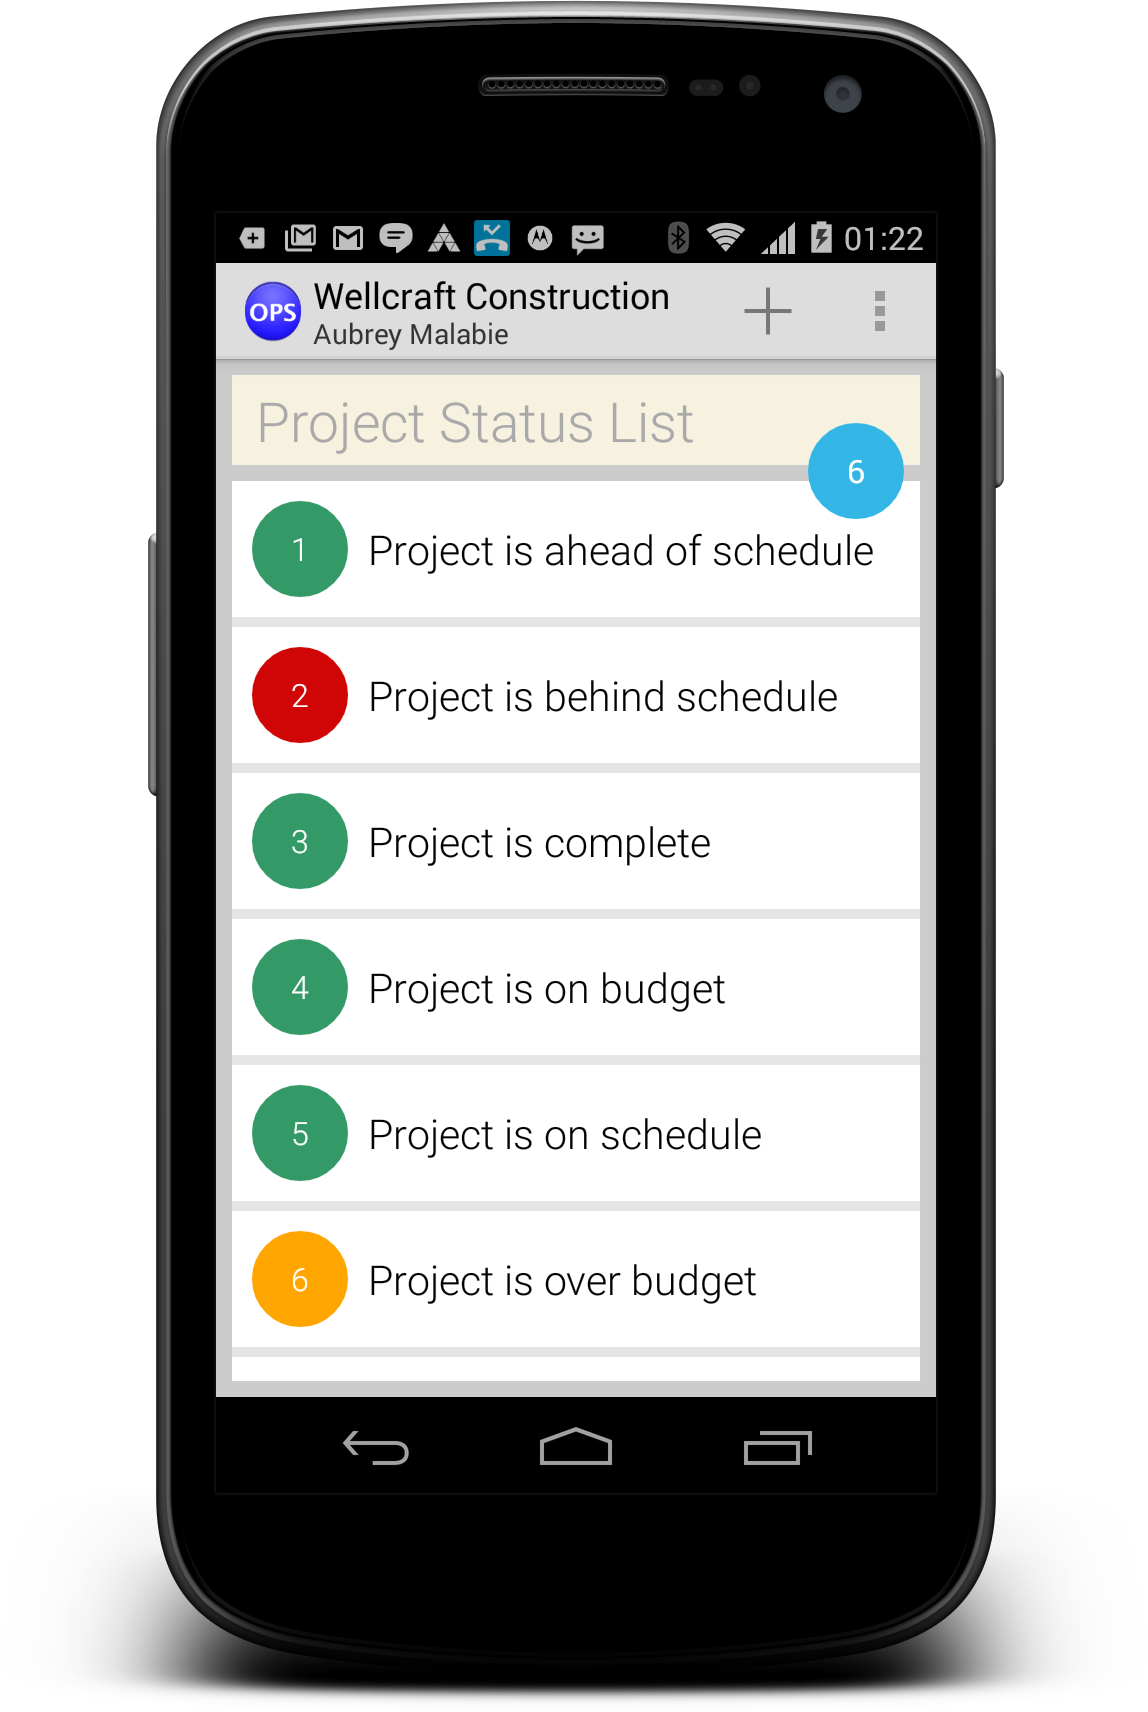 01:22
OPS
Wellcraft Construction
Aubrey Malabie
Project Status List
6
1 Project is ahead of schedule
2 Project is behind schedule
3 Project is complete
4 Project is on budget
5 Project is on schedule
6 Project is over budget